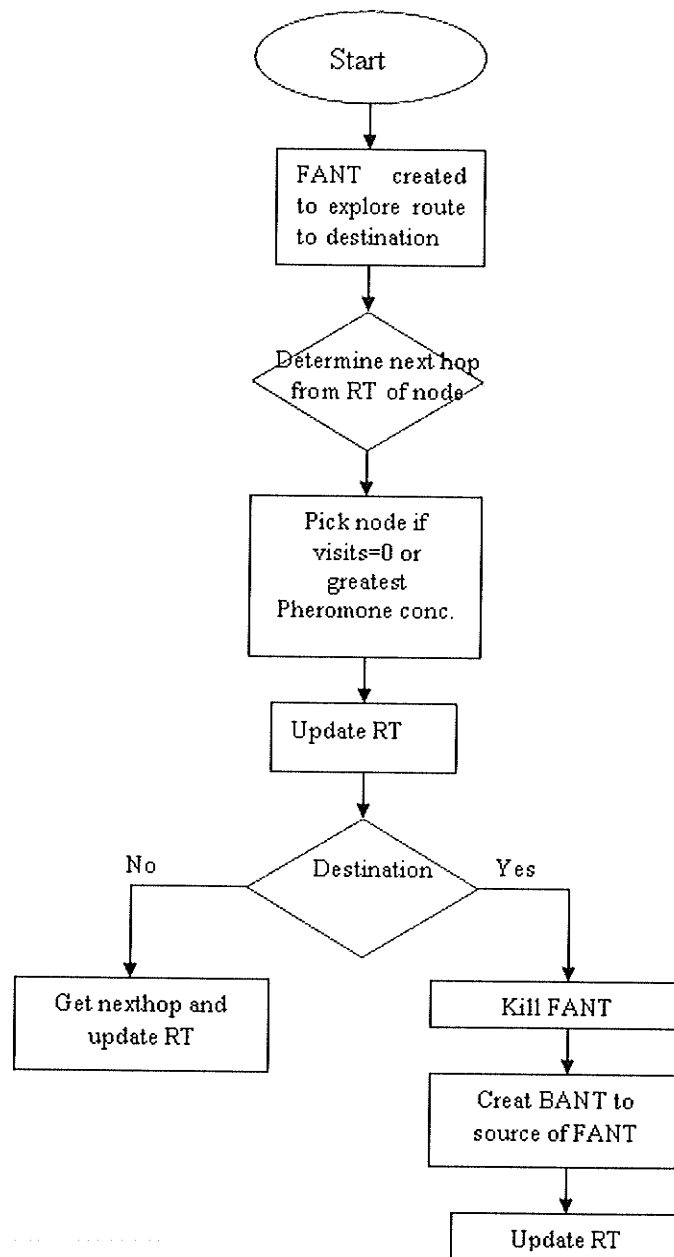 Start
FANT created
to explore route
to destination
Determine next hop
from RT of node
Pick node if
visits=0 or
greatest
Pheromone conc.
Update RT
Destination
No
Yes
Get nexthop and
update RT
Kill FANT
Creat BANT to
source of FANT
Update RT